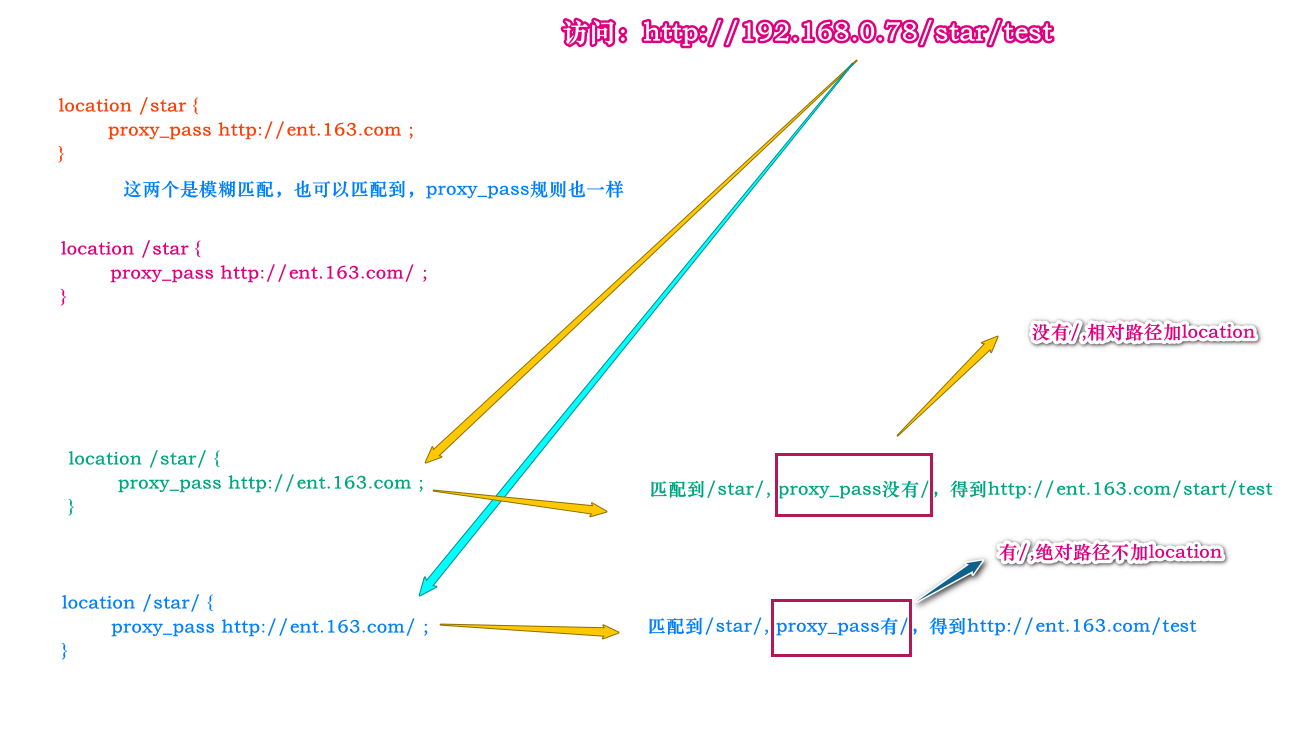 访问：http://192.168.0.78/star/test
location /star {
proxy_pass http://ent.163.com ;
}
这两个是模糊匹配，也可以匹配到，proxy_pass规则也一样
location /star {
proxy_pass http://ent.163.com/ ;
}
没有/,相对路径加location
location /star/ {
proxy_pass http://ent.163.com ;
}
匹配到/star/, proxy_pass没有/，得到http://ent.163.com/start/test
有/,绝对路径不加location
location /star/ {
proxy_pass http://ent.163.com/ ;
}
匹配到/star/, proxy_pass有/，得到http://ent.163.com/test